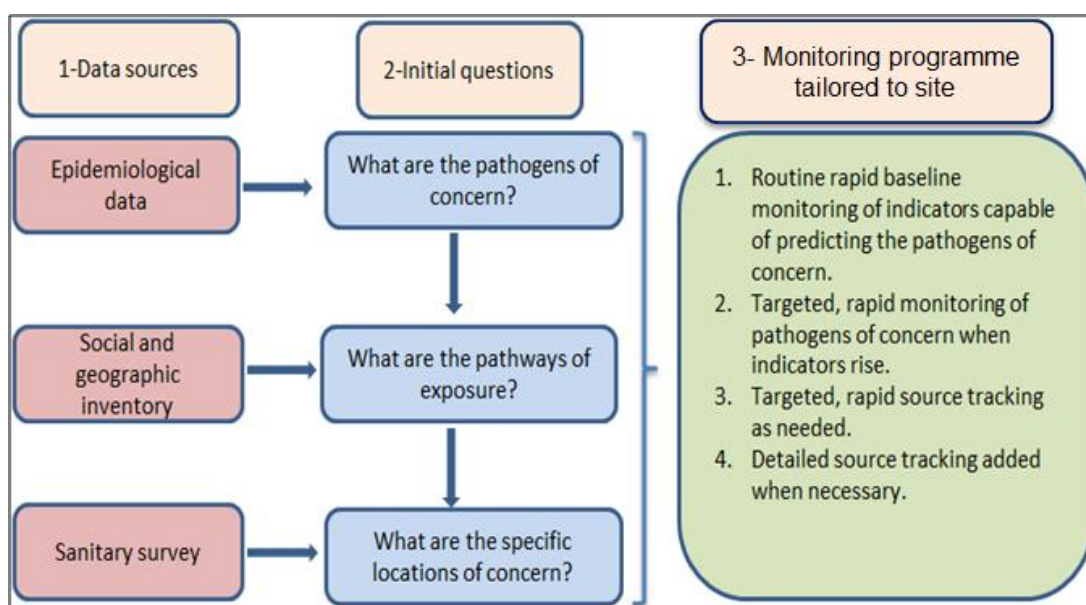 1-Data sources
2-Initial questions
3- Monitoring programme
tailored to site
Epidemiological
data
What are the pathogens of
concern?
Social and
geographic
inventory
What are the pathways of
exposure?
Sanitary survey
What are the specific
locations of concern?
1. Routine rapid baseline
monitoring of indicators capable
of predicting the pathogens of
concern.
2. Targeted, rapid monitoring of
pathogens of concern when
indicators rise.
3. Targeted, rapid source tracking
as needed.
4. Detailed source tracking added
when necessary.